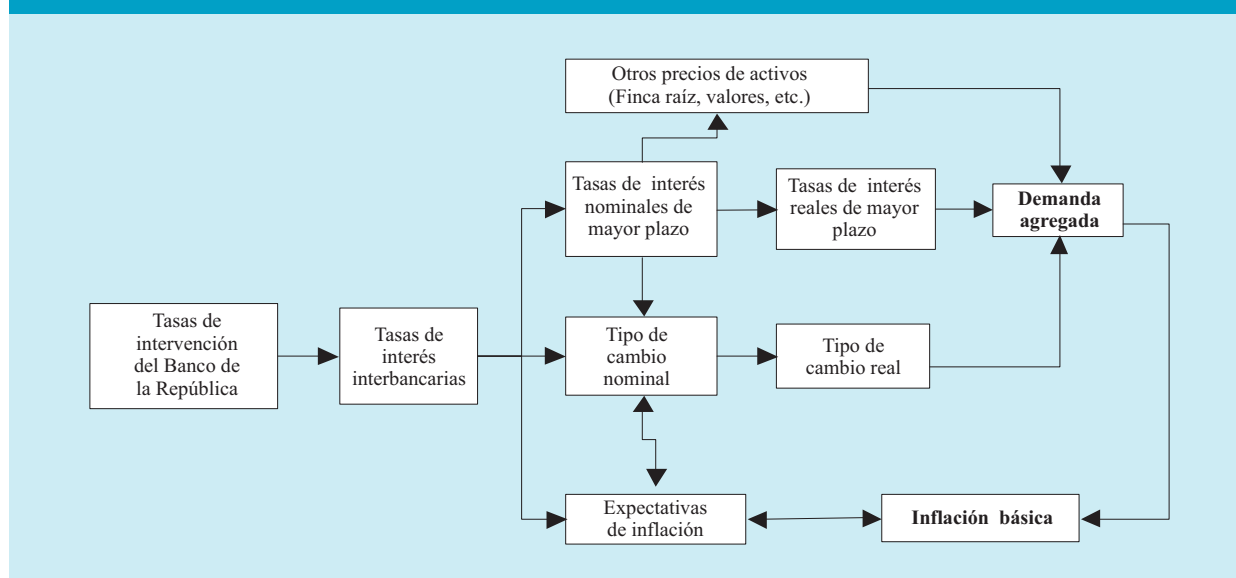 Otros precios de activos
(Finca raíz, valores, etc.)
Tasas de interés
nominales de
mayor plazo
Tasas de interés
reales de mayor
plazo
Demanda
agregada
Tasas de
intervención
del Banco de
la República
Tasas de
interés
interbancarias
Tipo de
cambio
nominal
Tipo de
cambio real
Expectativas
de inflación
Inflación básica